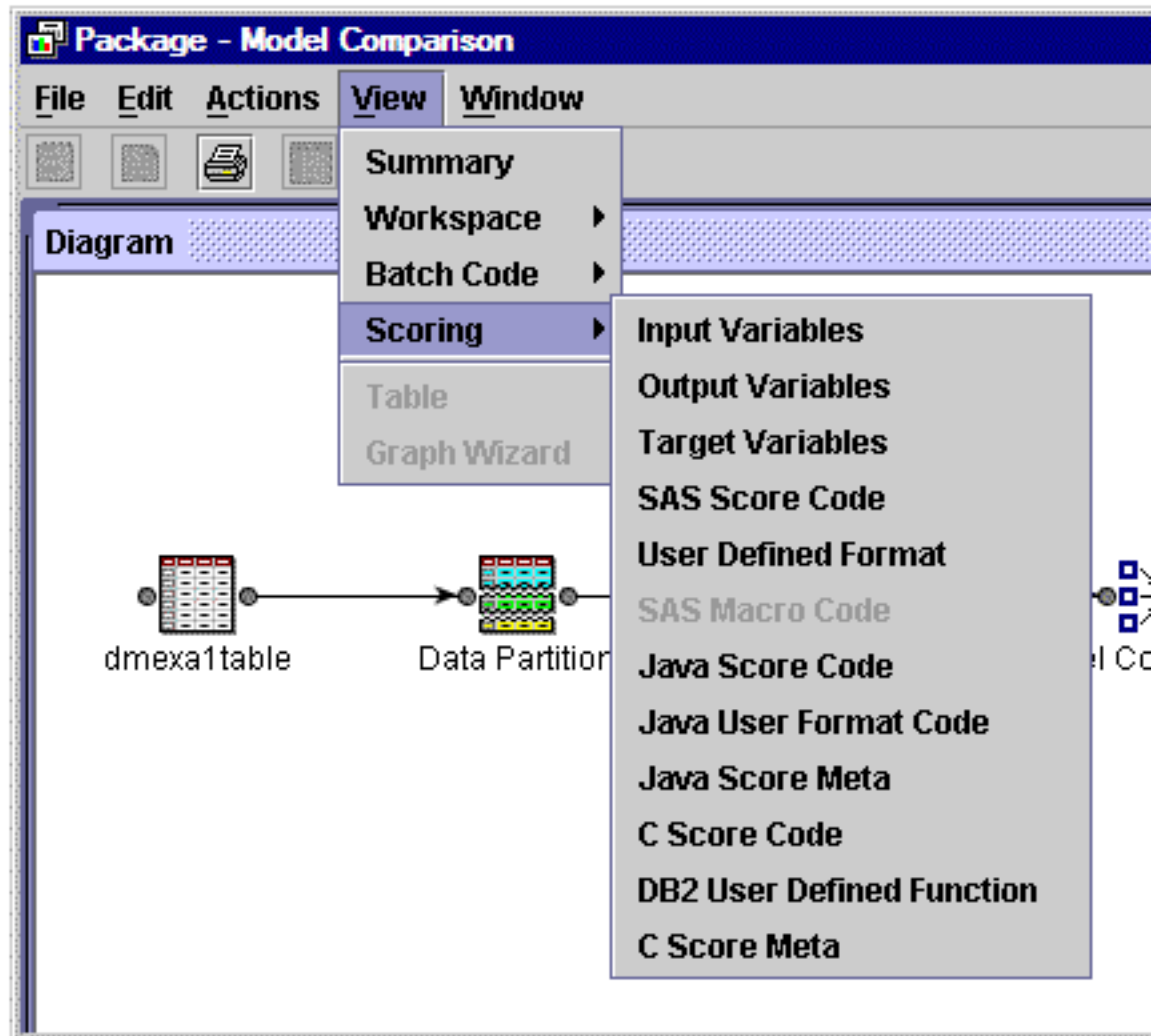 Package - Model Comparison
File Edit Actions View Window
Summary
Workspace
Batch Code
Scoring
Table
Graph Wizard
Input Variables
Output Variables
Target Variables
SAS Score Code
User Defined Format
SAS Macro Code
Java Score Code
Java User Format Code
Java Score Meta
C Score Code
DB2 User Defined Function
C Score Meta
Diagram
dmexa1table
Data Partition